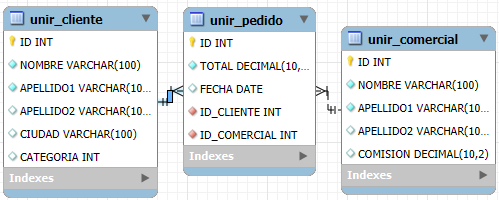 unir_cliente
ID INT
NOMBRE VARCHAR(100)
APELLIDO1 VARCHAR(10...
APELLIDO2 VARCHAR(10...
CIUDAD VARCHAR(100)
CATEGORIA INT
Indexes
unir_pedido
ID INT
TOTAL DECIMAL(10,...
FECHA DATE
ID_CLIENTE INT
ID_COMERCIAL INT
Indexes
unir_comercial
ID INT
NOMBRE VARCHAR(100)
APELLIDO1 VARCHAR(10...
APELLIDO2 VARCHAR(10...
COMISION DECIMAL(10,2)
Indexes